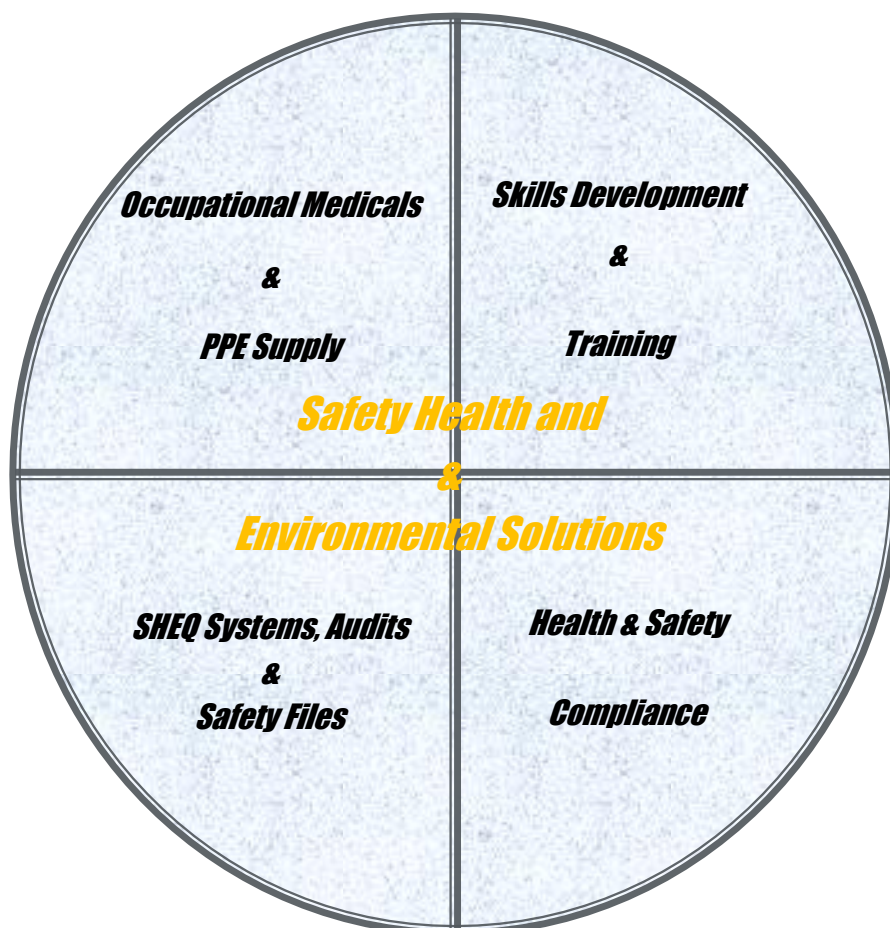 Occupational Medicals
&
PPE Supply
Skills Development
&
Training
Safety Health and
&
Environmental Solutions
SHEQ Systems, Audits
&
Safety Files
Health & Safety
Compliance